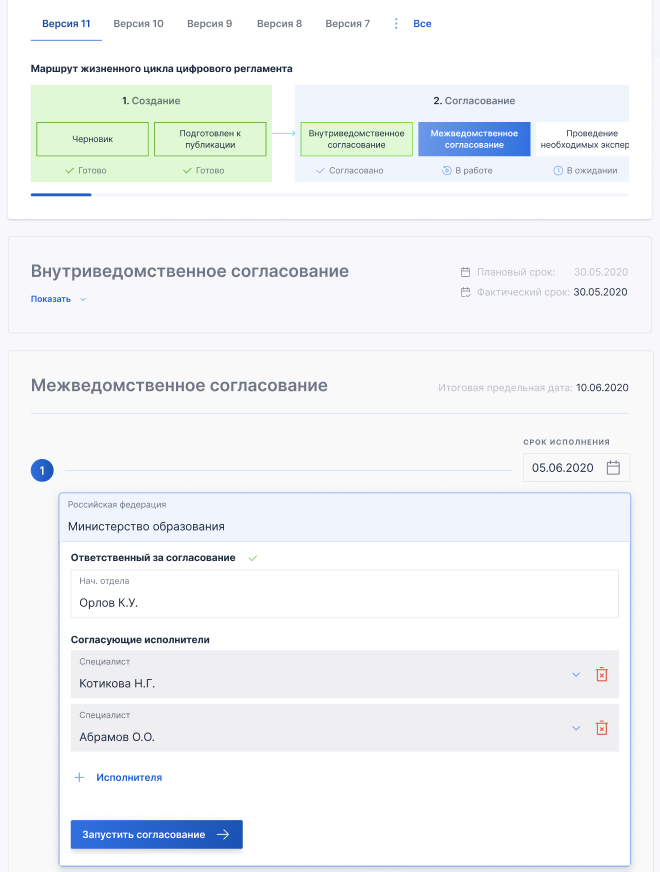 Версия 11 Версия 10 Версия 9 Версия 8 Версия 7 Все
Маршрут жизненного цикла цифрового регламента
1. Создание
Черновик
Подготовлен к
публикации
Готово
Готово
2. Согласование
Внутриведомственное
согласование
Межведомственное
согласование
Проведение
необходимых экспер
Согласовано
В работе
В ожидании
Внутриведомственное согласование
Показать
Плановый срок: 30.05.2020
Фактический срок: 30.05.2020
Межведомственное согласование
Итоговая предельная дата: 10.06.2020
СРОК ИСПОЛНЕНИЯ
1
05.06.2020
Российская федерация
Министерство образования
Ответственный за согласование
Нач. отдела
Орлов К.У.
Согласующие исполнители
Специалист
Котикова Н.Г.
Специалист
Абрамов О.О.
Исполнителя
Запустить согласование